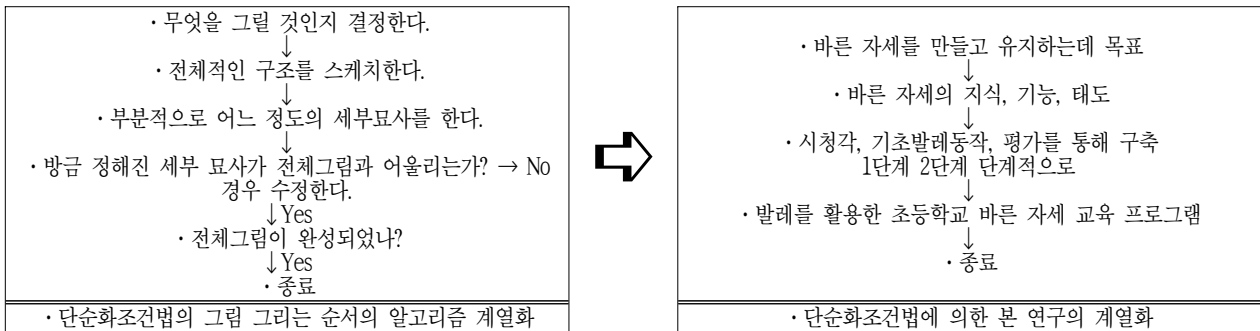 · 무엇을 그릴 것인지 결정한다.
↓
· 전체적인 구조를 스케치한다.
↓
· 부분적으로 어느 정도의 세부묘사를 한다.
↓
· 방금 정해진 세부 묘사가 전체그림과 어울리는가? → No
경우 수정한다.
↓Yes
· 전체그림이 완성되었나?
↓Yes
· 종료
· 단순화조건법의 그림 그리는 순서의 알고리즘 계열화
· 바른 자세를 만들고 유지하는데 목표
↓
· 바른 자세의 지식, 기능, 태도
↓
· 시청각, 기초발레동작, 평가를 통해 구축
1단계 2단계 단계적으로
↓
· 발레를 활용한 초등학교 바른 자세 교육 프로그램
↓
· 종료
· 단순화조건법에 의한 본 연구의 계열화